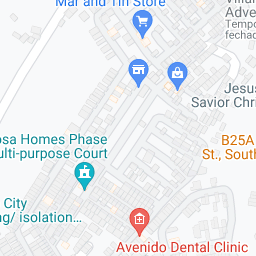 Mar and Tin Store
Adve
Tempo
fechad
Jesus
Savior Chri
osa Homes Phase
ulti-purpose Court
B25A
St., South
City
ng/ isolation...
Avenido Dental Clinic